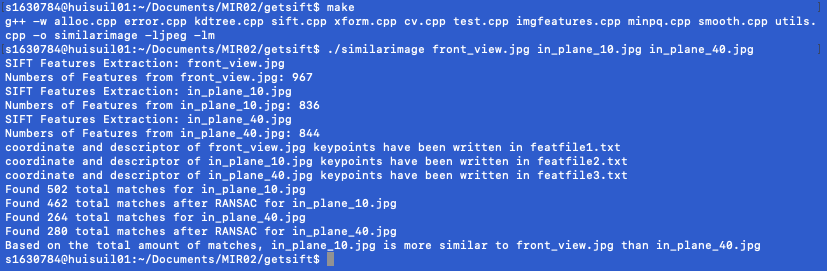 s1630784@huisuil01:~/Documents/MIR02/getsift$ make
g++ -w alloc.cpp error.cpp kdtree.cpp sift.cpp xform.cpp cv.cpp test.cpp imgfeatures.cpp minpq.cpp smooth.cpp utils.
cpp -o similarimage -ljpeg -lm
s1630784@huisuil01:~/Documents/MIR02/getsift$ ./similarimage front_view.jpg in_plane_10.jpg in_plane_40.jpg
SIFT Features Extraction: front_view.jpg
Numbers of Features from front_view.jpg: 967
SIFT Features Extraction: in_plane_10.jpg
Numbers of Features from in_plane_10.jpg: 836
SIFT Features Extraction: in_plane_40.jpg
Numbers of Features from in_plane_40.jpg: 844
coordinate and descriptor of front_view.jpg keypoints have been written in featfile1.txt
coordinate and descriptor of in_plane_10.jpg keypoints have been written in featfile2.txt
coordinate and descriptor of in_plane_40.jpg keypoints have been written in featfile3.txt
Found 502 total matches for in_plane_10.jpg
Found 462 total matches after RANSAC for in_plane_10.jpg
Found 264 total matches for in_plane_40.jpg
Found 280 total matches after RANSAC for in_plane_40.jpg
Based on the total amount of matches, in_plane_10.jpg is more similar to front_view.jpg than in_plane_40.jpg
s1630784@huisuil01:~/Documents/MIR02/getsift$